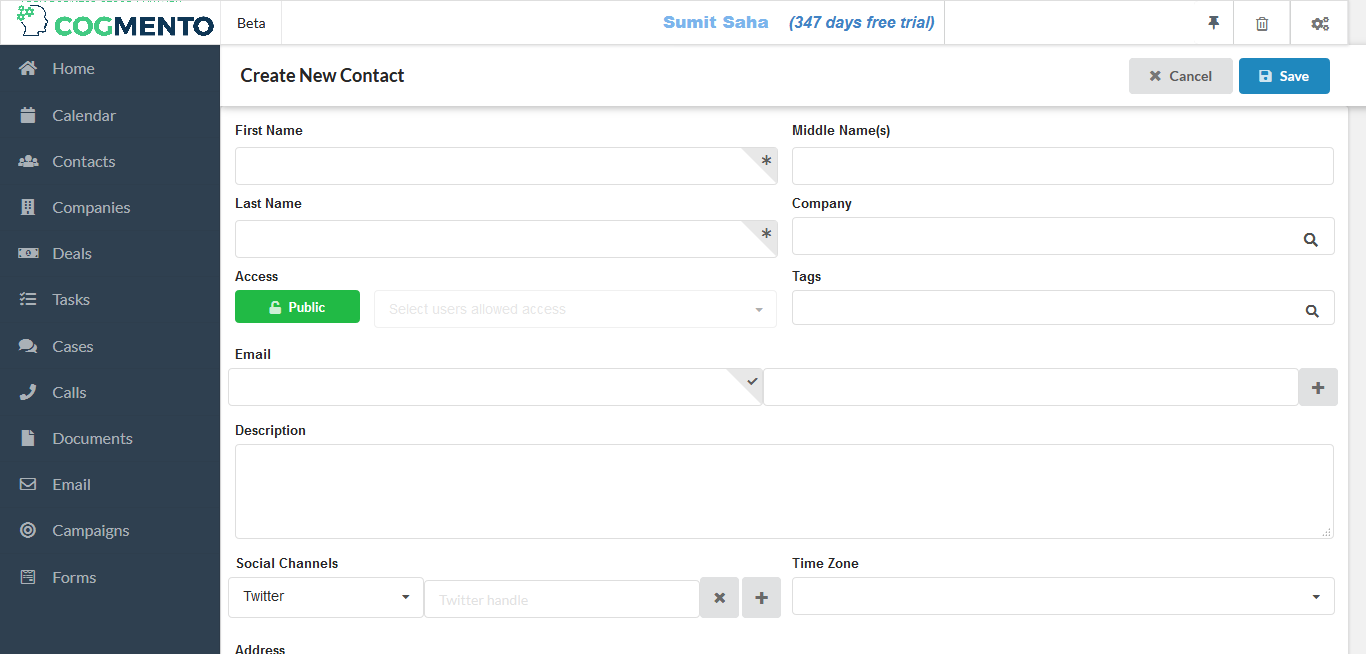 COGMENTO
Beta
Sumit Saha (347 days free trial)
Home
Calendar
Contacts
Companies
Deals
Tasks
Cases
Calls
Documents
Email
Campaigns
Forms
Create New Contact
Cancel
Save
First Name
Middle Name(s)
Last Name
Company
Access
Tags
Public
Select users allowed access
Email
Description
Social Channels
Time Zone
Twitter
Twitter handle
Address